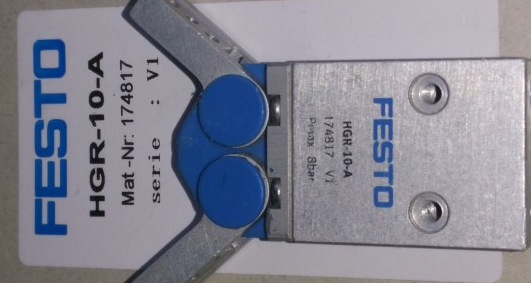 FESTO
HGR-10-A
Mat-Nr: 174817
serie : V1
HGR-10-A
174817 V1
Pmax 8bar
FESTO